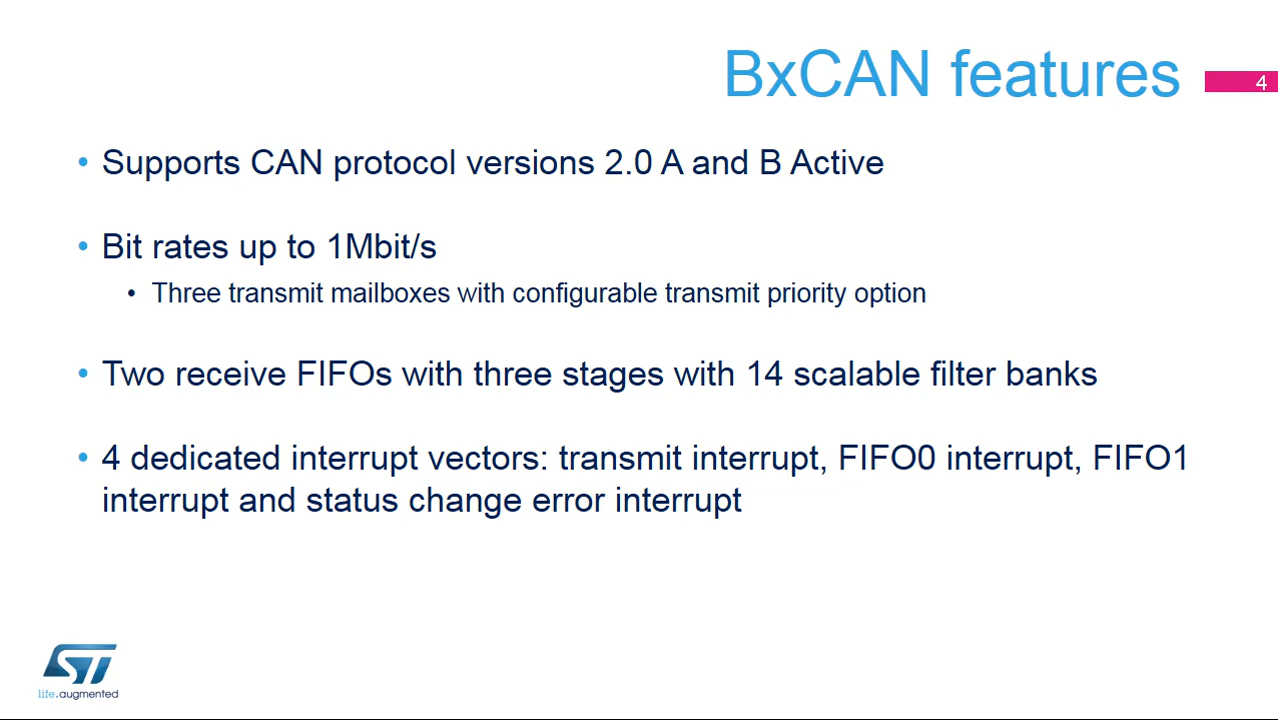 BxCAN features
4
• Supports CAN protocol versions 2.0 A and B Active
• Bit rates up to 1Mbit/s
• Three transmit mailboxes with configurable transmit priority option
• Two receive FIFOs with three stages with 14 scalable filter banks
• 4 dedicated interrupt vectors: transmit interrupt, FIFO0 interrupt, FIFO1
interrupt and status change error interrupt
ST
life.augmented